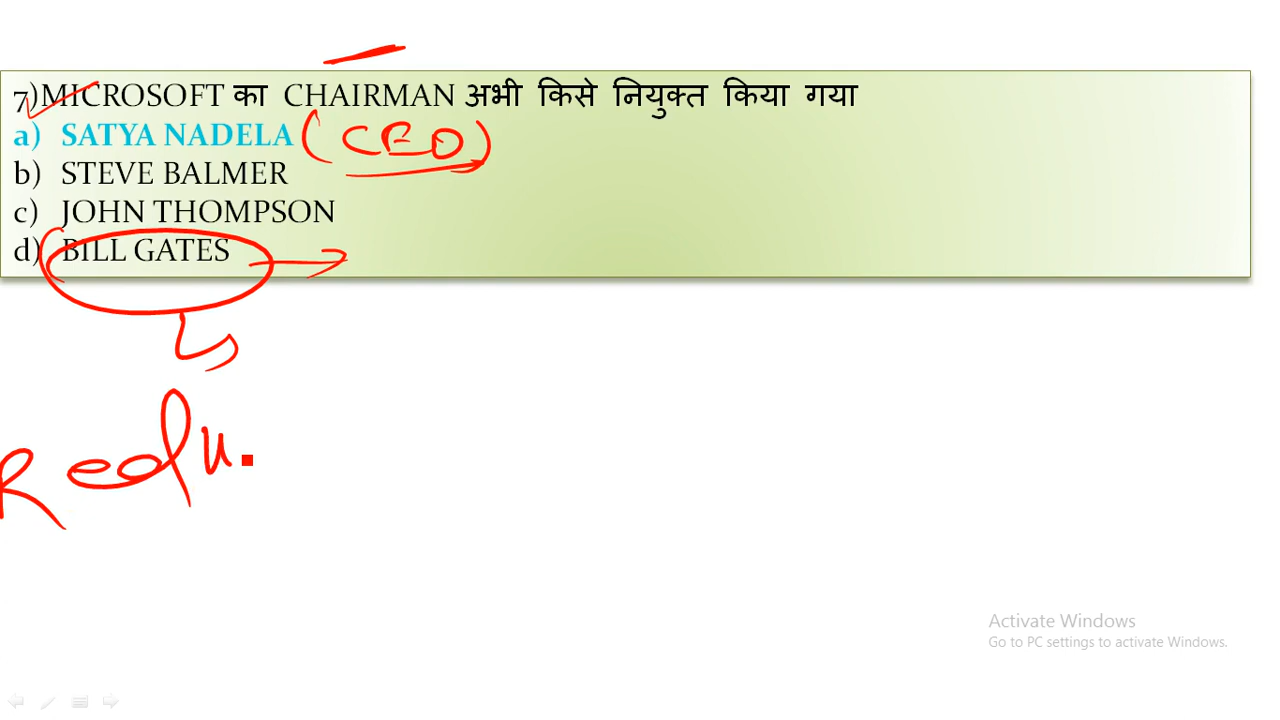 7)MICROSOFT का CHAIRMAN अभी किसे नियुक्त किया गया
a) SATYA NADELA (CEO)
b) STEVE BALMER
c) JOHN THOMPSON
d) BILL GATES
Redu
Activate Windows
Go to PC settings to activate Windows.